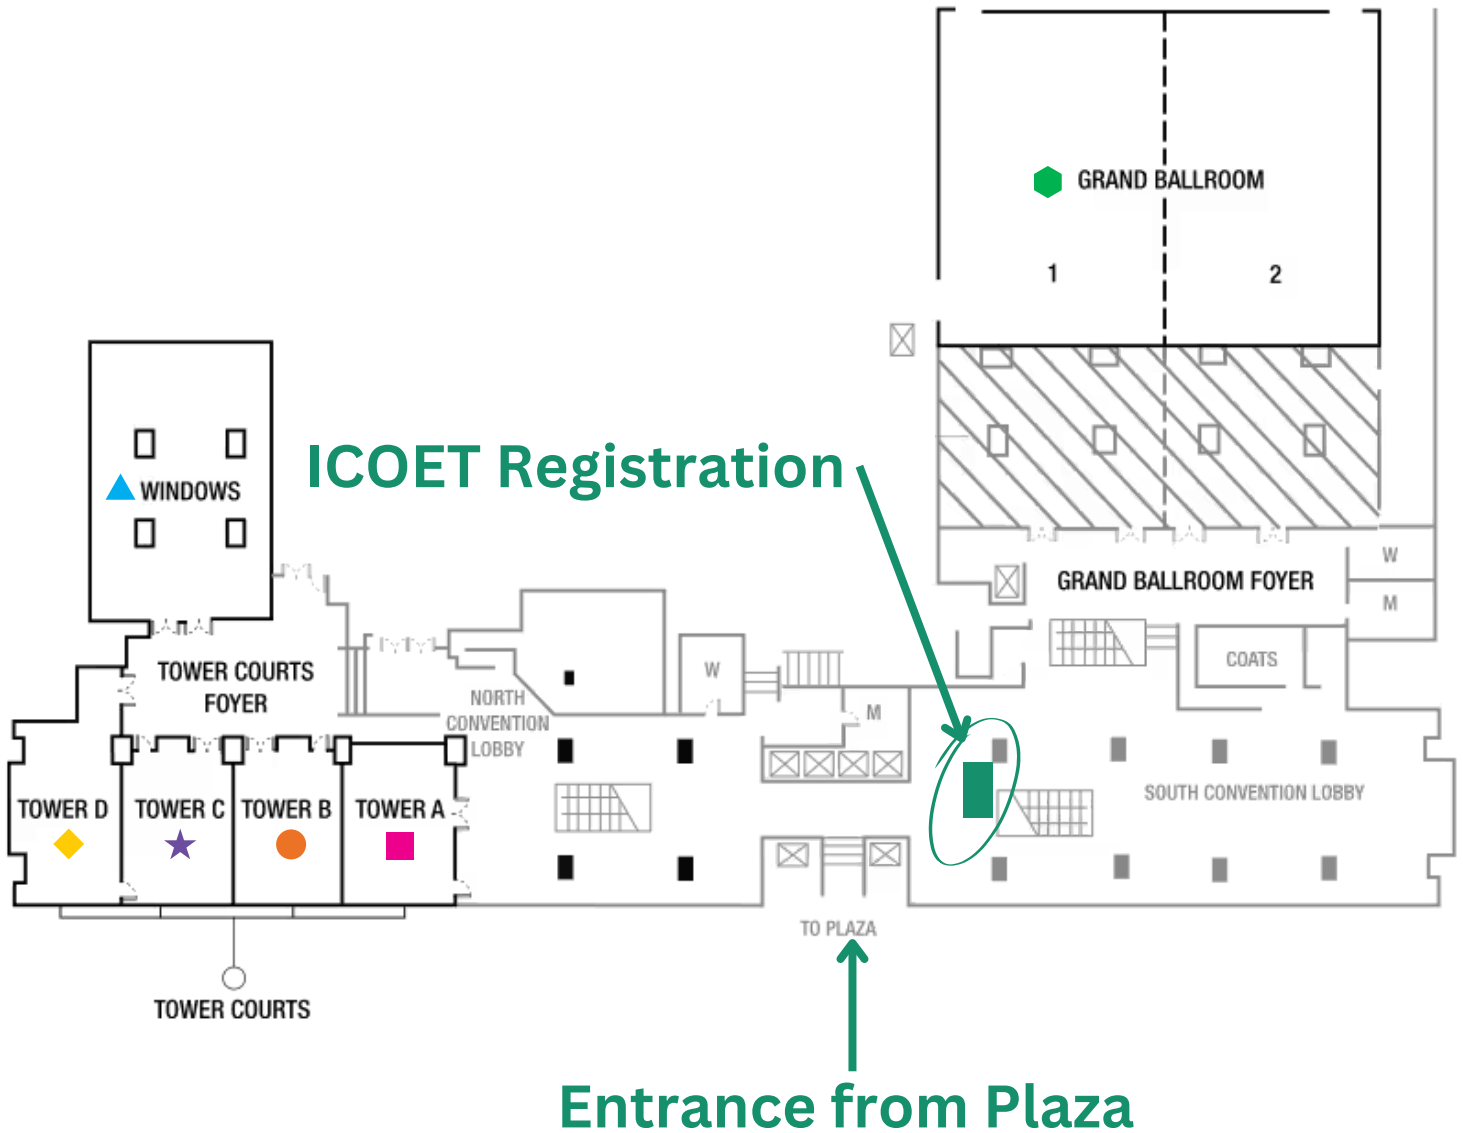 GRAND BALLROOM
1
2
ICOET Registration
WINDOWS
GRAND BALLROOM FOYER
W
M
COATS
TOWER COURTS
FOYER
W
NORTH
CONVENTION
LOBBY
M
SOUTH CONVENTION LOBBY
TOWER D
TOWER C
TOWER B
TOWER A
TO PLAZA
TOWER COURTS
Entrance from Plaza